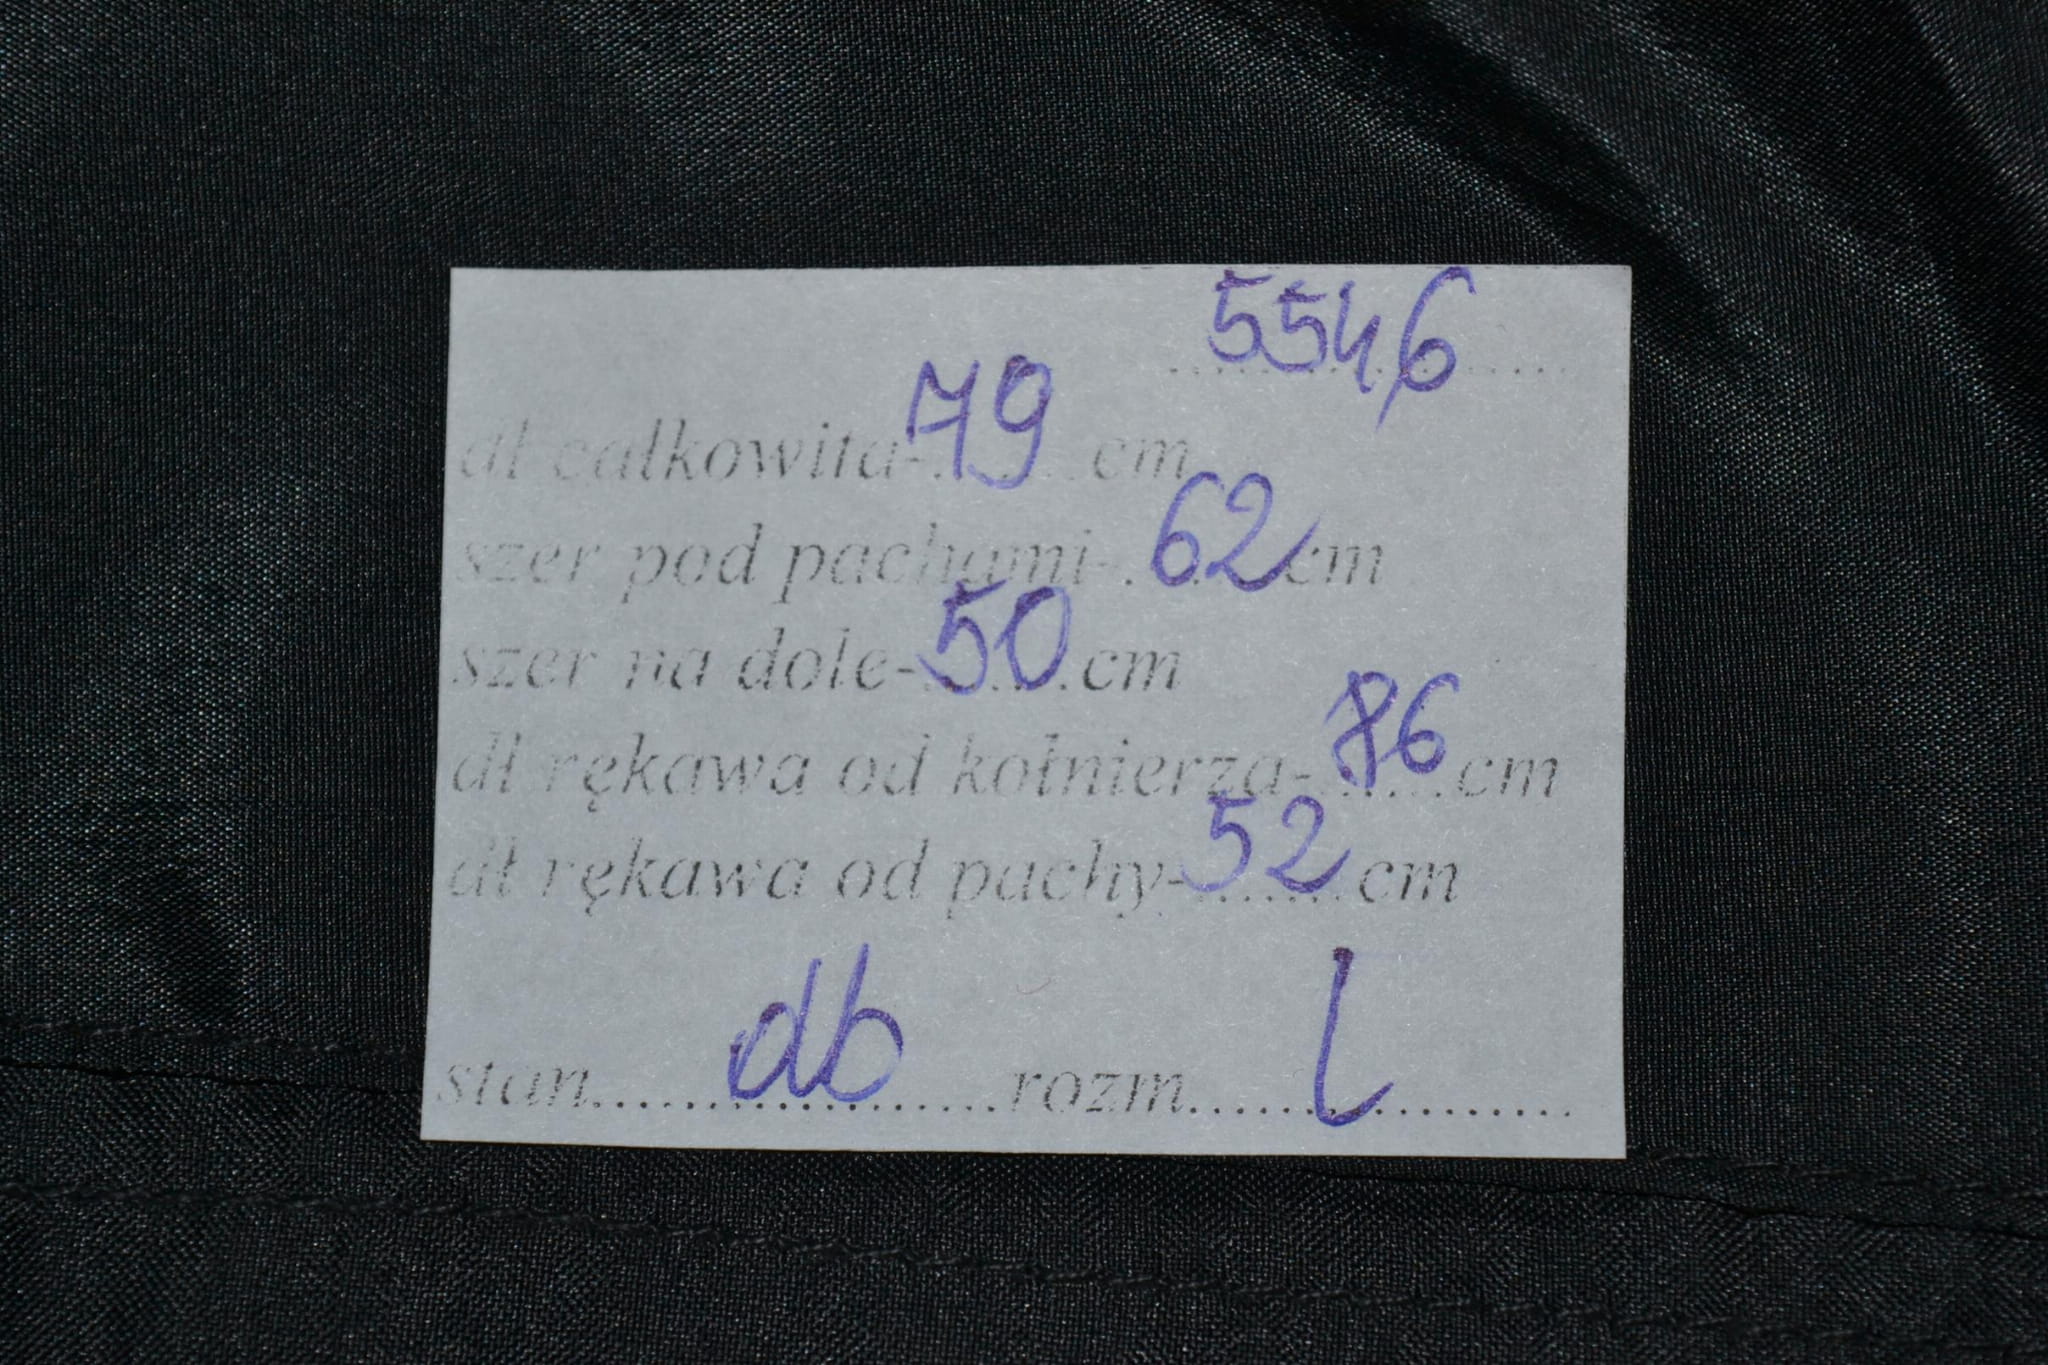 5546
dł całkowita-79.......cm
szer pod pachami-.62......cm
szer na dole-50.......cm
dł rękawa od kołnierza-86.......cm
dł rękawa od pachy-52.......cm
stan........db..........rozm.......L..........